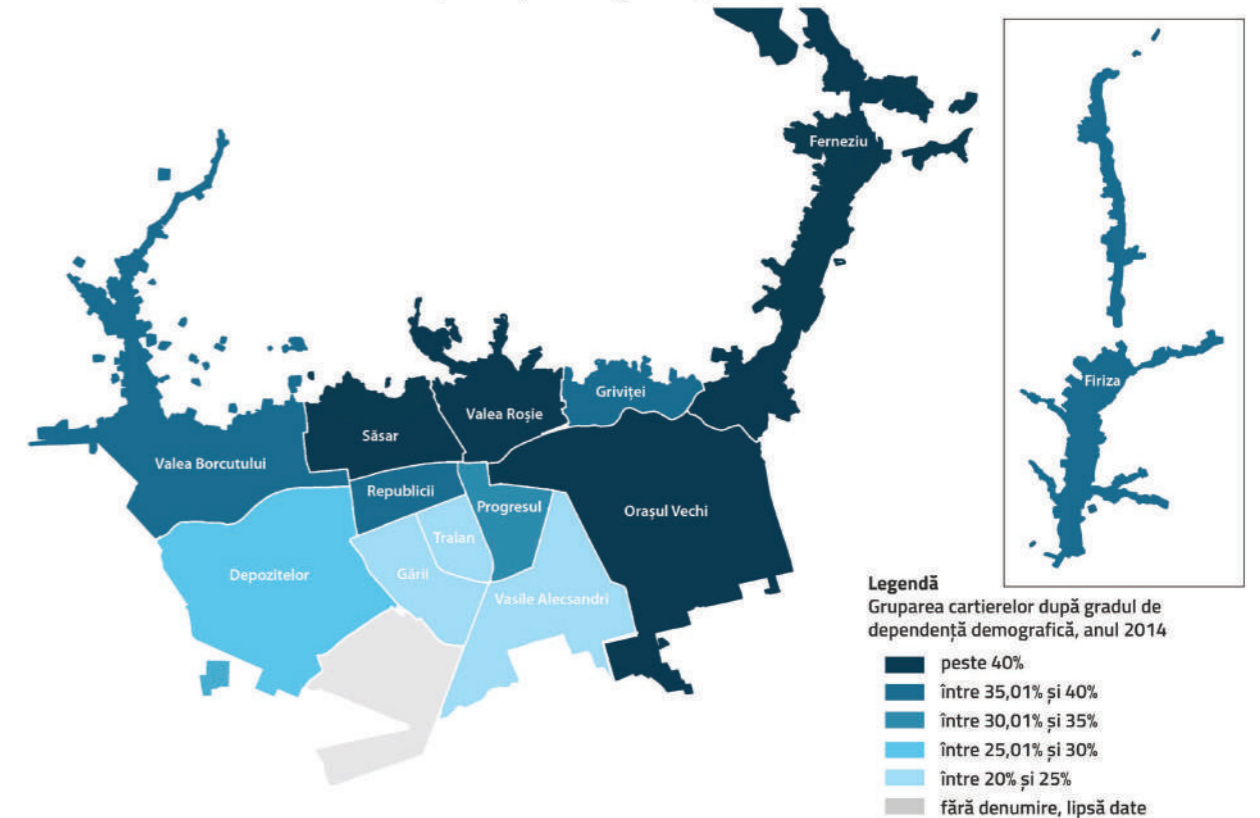 Ferneziu
Firiza
Griviței
Valea Roșie
Săsar
Valea Borcutului
Republicii
Progresul
Orașul Vechi
Traian
Depozitelor
Gării
Vasile Alecsandri
Legendă
Gruparea cartierelor după gradul de
dependență demografică, anul 2014
peste 40%
între 35,01% și 40%
între 30,01% și 35%
între 25,01% și 30%
între 20% și 25%
fără denumire, lipsă date